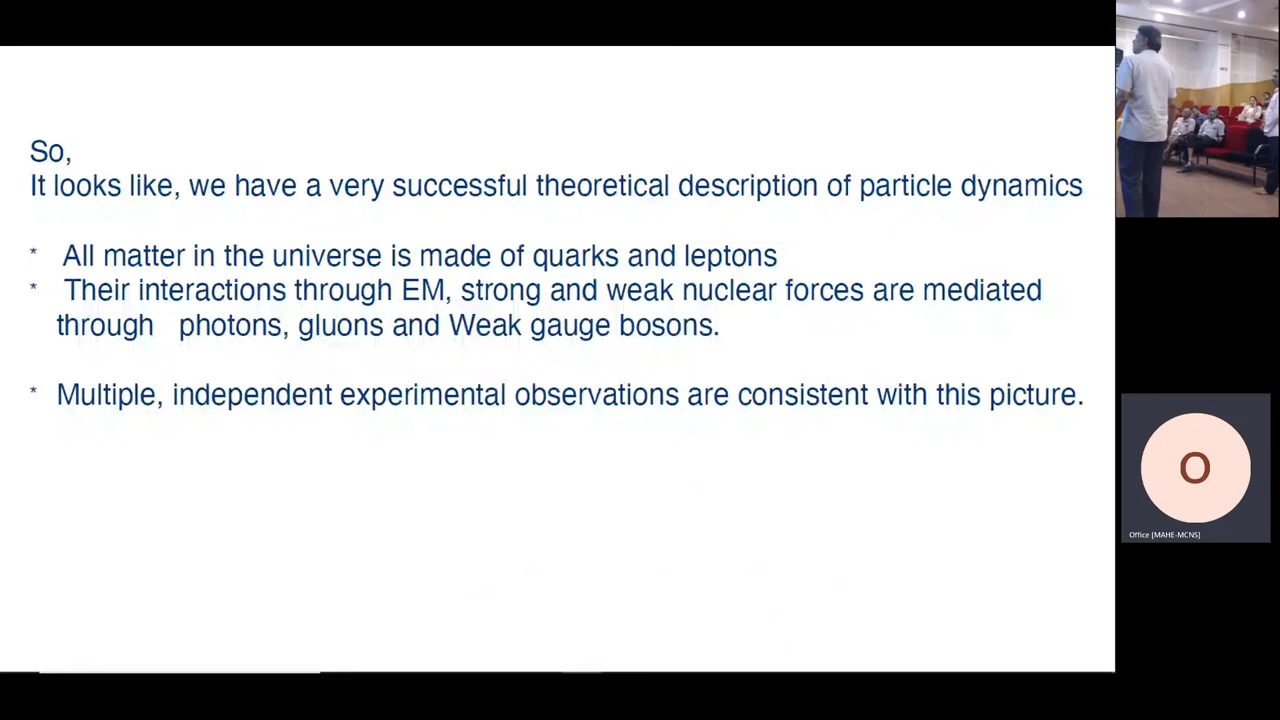 So,
It looks like, we have a very successful theoretical description of particle dynamics
* All matter in the universe is made of quarks and leptons
* Their interactions through EM, strong and weak nuclear forces are mediated
through photons, gluons and Weak gauge bosons.
* Multiple, independent experimental observations are consistent with this picture.
O
Office [MAHE-MCNS]